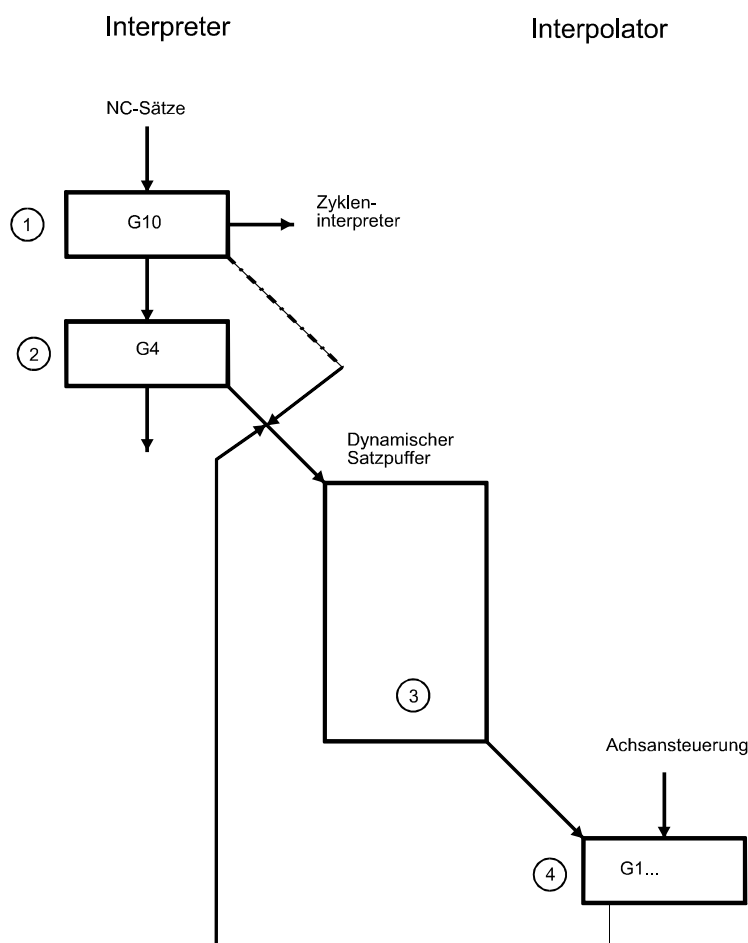 Interpreter
Interpolator
NC-Sätze
1
G10
Zyklen-
interpreter
2
G4
Dynamischer
Satzpuffer
3
Achsansteuerung
4
G1...